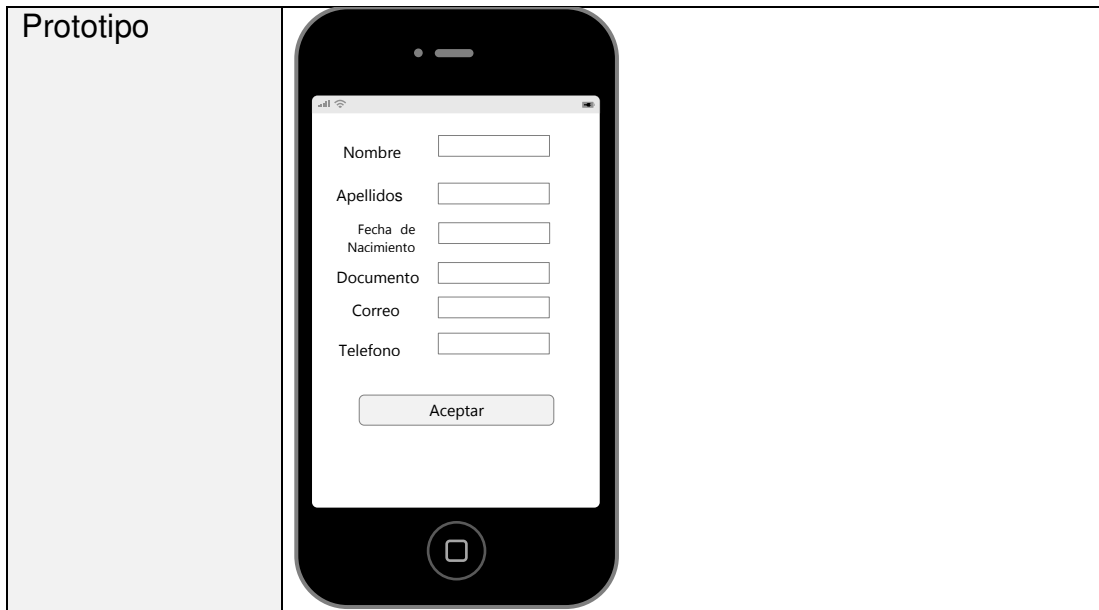 Prototipo
Nombre
Apellidos
Fecha de
Nacimiento
Documento
Correo
Telefono
Aceptar